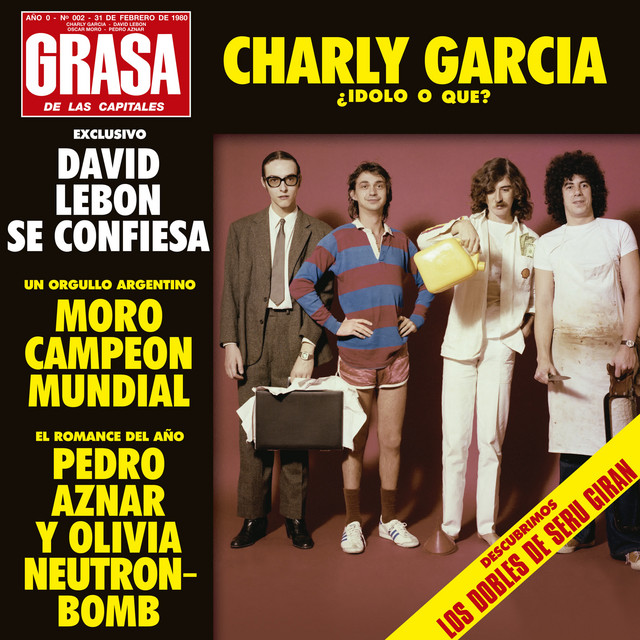 AÑO 0 - Nº 002 - 31 DE FEBRERO DE 1980
CHARLY GARCIA - DAVID LEBON
OSCAR MORO - PEDRO AZNAR
GRASA
DE LAS CAPITALES
CHARLY GARCIA
¿IDOLO O QUE?
EXCLUSIVO
DAVID
LEBON
SE CONFIESA
UN ORGULLO ARGENTINO
MORO
CAMPEON
MUNDIAL
EL ROMANCE DEL AÑO
PEDRO
AZNAR
Y OLIVIA
NEUTRON-
BOMB
DESCUBRIMOS
LOS DOBLES DE SERU GIRAN